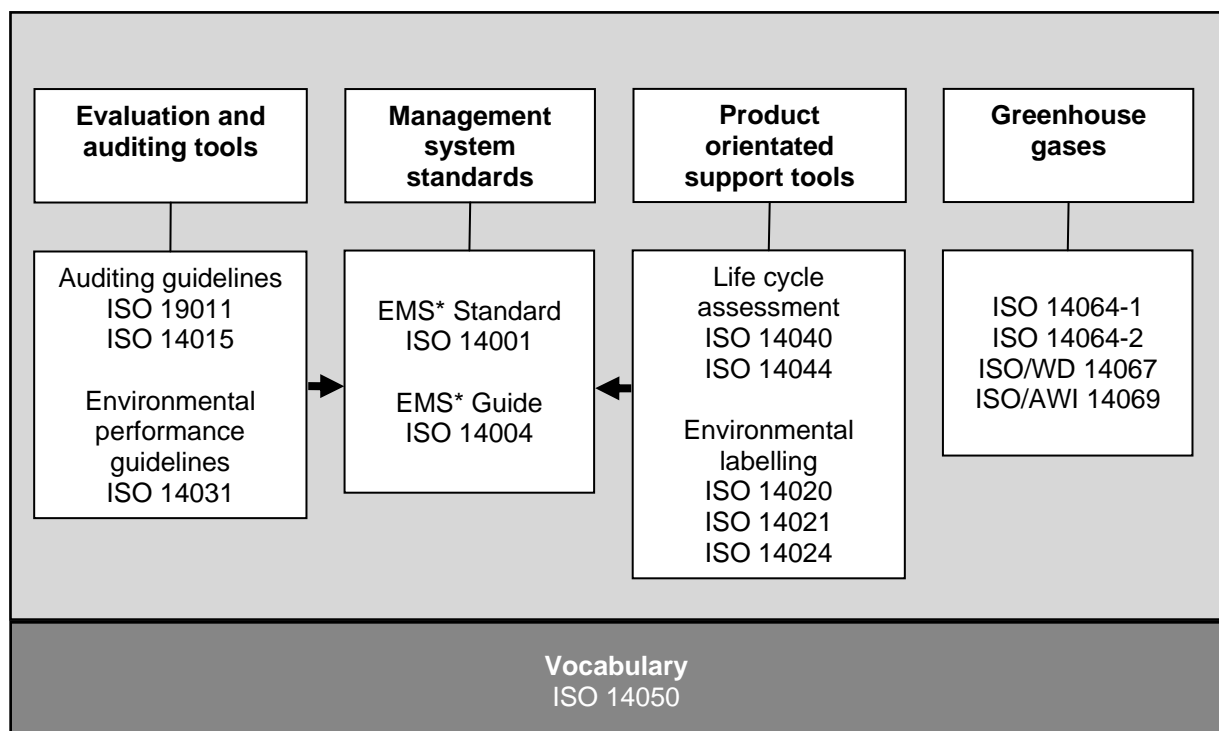 Evaluation and
auditing tools
Management
system
standards
Product
orientated
support tools
Greenhouse
gases
Auditing guidelines
ISO 19011
ISO 14015
Environmental
performance
guidelines
ISO 14031
EMS* Standard
ISO 14001
EMS* Guide
ISO 14004
Life cycle
assessment
ISO 14040
ISO 14044
Environmental
labelling
ISO 14020
ISO 14021
ISO 14024
ISO 14064-1
ISO 14064-2
ISO/WD 14067
ISO/AWI 14069
Vocabulary
ISO 14050